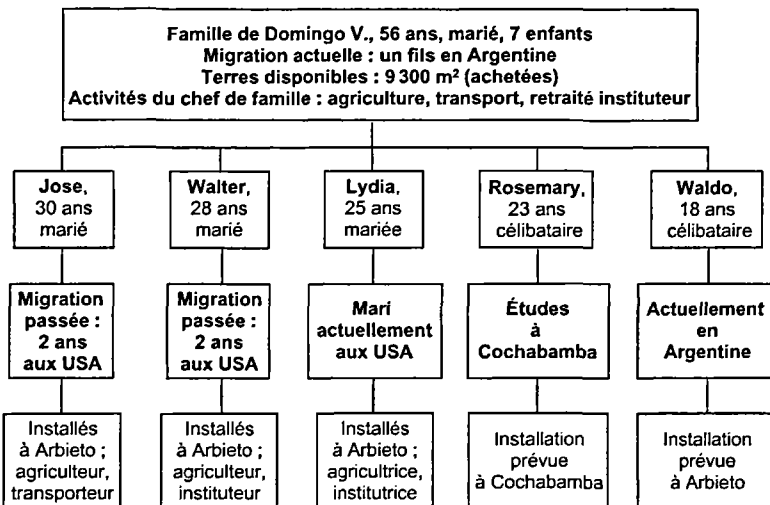 Famille de Domingo V., 56 ans, marié, 7 enfants
Migration actuelle : un fils en Argentine
Terres disponibles : 9 300 m² (achetées)
Activités du chef de famille : agriculture, transport, retraité instituteur
Jose,
30 ans
marié
Walter,
28 ans
marié
Lydia,
25 ans
mariée
Rosemary,
23 ans
célibataire
Waldo,
18 ans
célibataire
Migration
passée :
2 ans
aux USA
Migration
passée :
2 ans
aux USA
Mari
actuellement
aux USA
Études
à
Cochabamba
Actuellement
en
Argentine
Installés
à Arbieto ;
agriculteur,
transporteur
Installés
à Arbieto ;
agriculteur,
instituteur
Installés
à Arbieto ;
agricultrice,
institutrice
Installation
prévue
à Cochabamba
Installation
prévue
à Arbieto